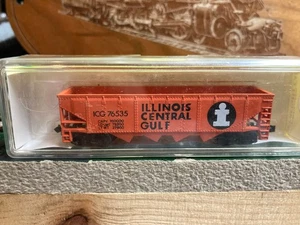 ICG 76535
ILLINOIS
CENTRAL
GULF